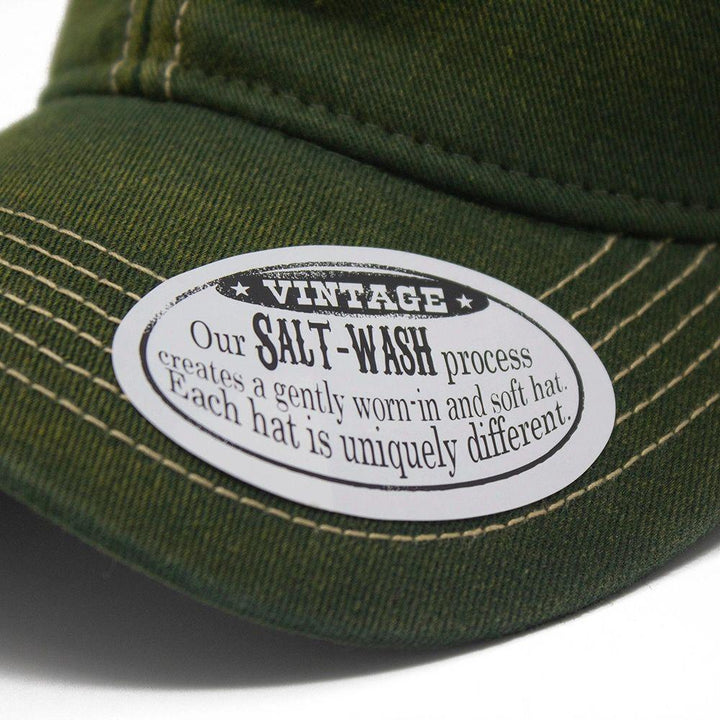 ★ VINTAGE ★
Our SALT-WASH process
creates a gently worn-in and soft hat.
Each hat is uniquely different.